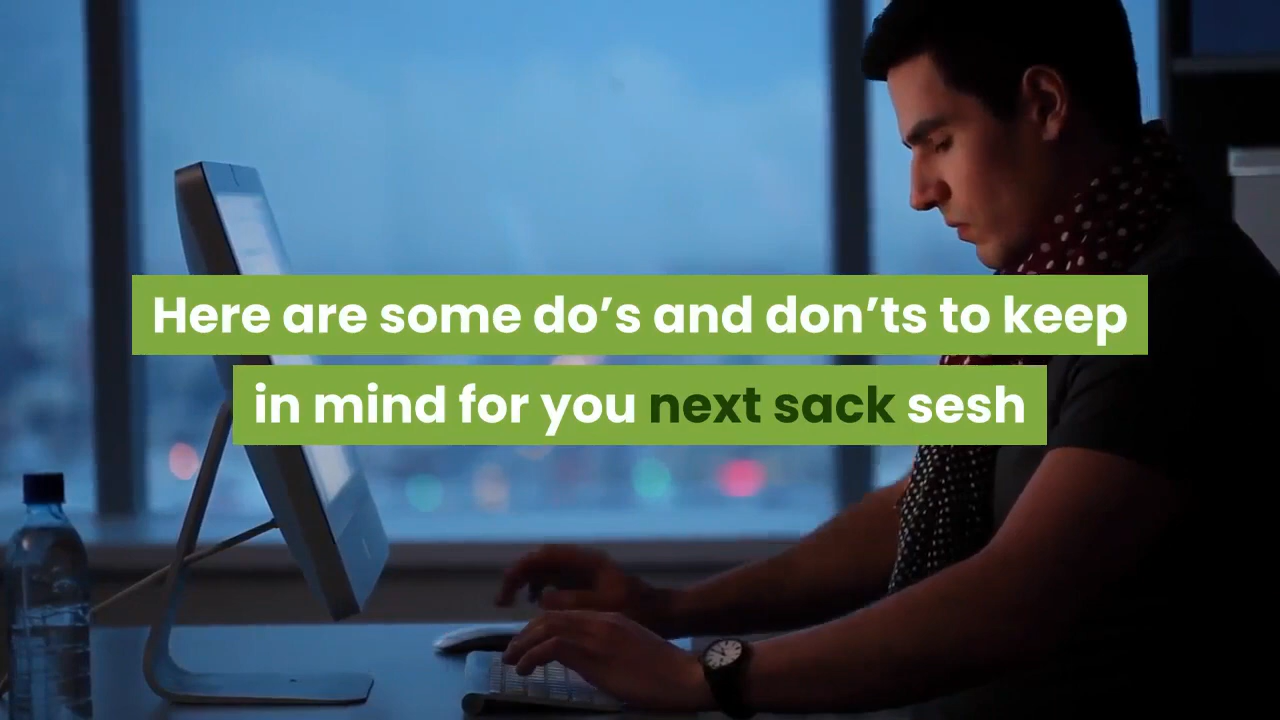 Here are some do’s and don’ts to keep
in mind for you next sack sesh